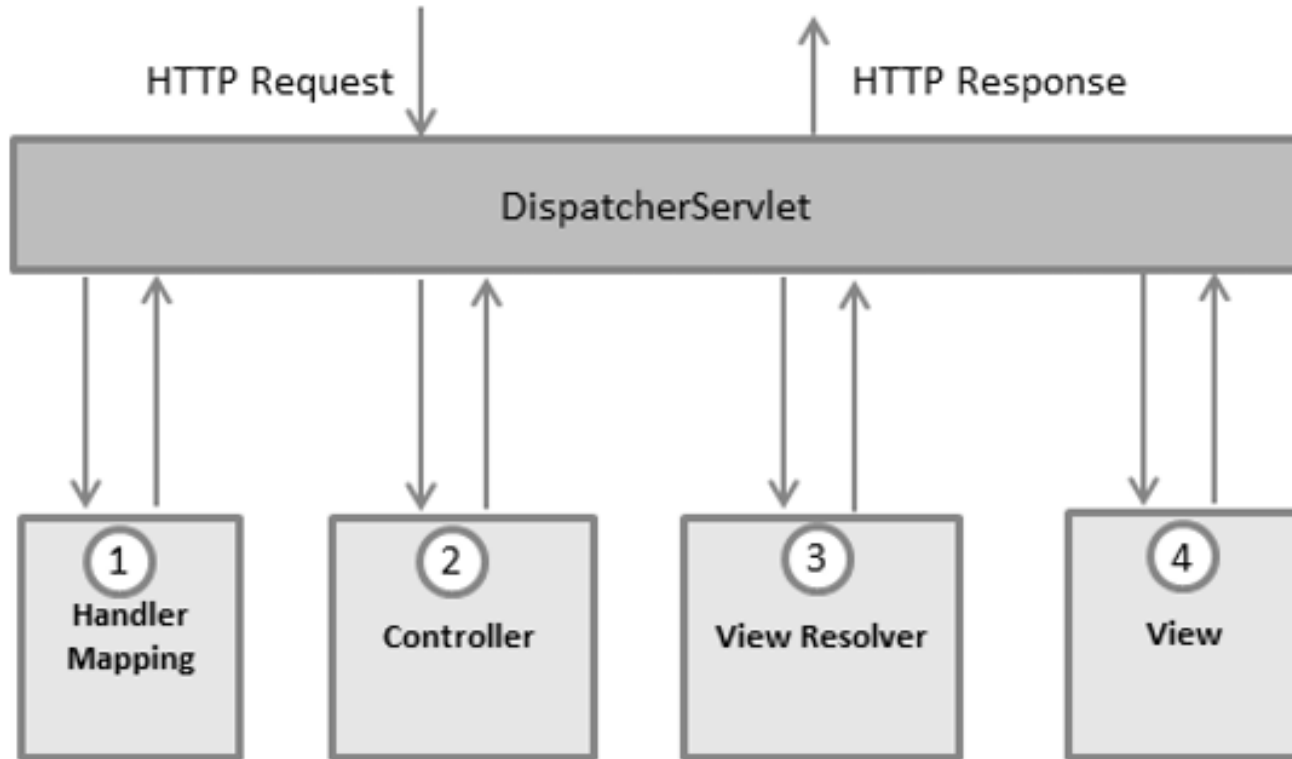 HTTP Request
HTTP Response
DispatcherServlet
1
Handler
Mapping
2
Controller
3
View Resolver
4
View